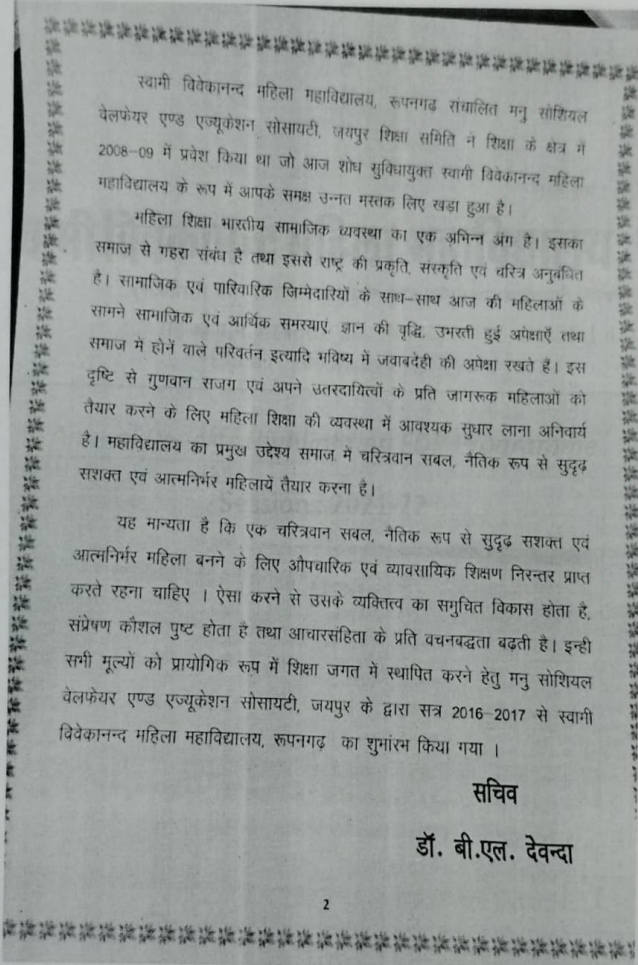 स्वामी विवेकानन्द महिला महाविद्यालय, रूपनगढ़ संचालित मनु सोशियल
वेलफेयर एण्ड एज्यूकेशन सोसायटी, जयपुर शिक्षा समिति ने शिक्षा के क्षेत्र में
2008-09 में प्रवेश किया था जो आज शोध सुविधायुक्त स्वामी विवेकानन्द महिला
महाविद्यालय के रूप में आपके समक्ष उन्नत मस्तक लिए खड़ा हुआ है।
महिला शिक्षा भारतीय सामाजिक व्यवस्था का एक अभिन्न अंग है। इसका
समाज से गहरा संबंध है तथा इससे राष्ट्र की प्रकृति, संस्कृति एवं चरित्र अनुबंधित
है। सामाजिक एवं पारिवारिक जिम्मेदारियों के साथ-साथ आज की महिलाओं के
सामने सामाजिक एवं आर्थिक समस्याएं, ज्ञान की वृद्धि, उभरती हुई अपेक्षाएँ तथा
समाज मे होनें वाले परिवर्तन इत्यादि भविष्य में जवाबदेही की अपेक्षा रखते हैं। इस
दृष्टि से गुणवान राजग एवं अपने उतरदायित्वों के प्रति जागरूक महिलाओं को
तैयार करने के लिए महिला शिक्षा की व्यवस्था में आवश्यक सुधार लाना अनिवार्य
है। महाविद्यालय का प्रमुख उद्देश्य समाज मे चरित्रवान सबल, नैतिक रूप से सुदृढ़
सशक्त एवं आत्मनिर्भर महिलायें तैयार करना है।
यह मान्यता है कि एक चरित्रवान सबल, नैतिक रूप से सुदृढ़ सशक्त एवं
आत्मनिर्भर महिला बनने के लिए औपचारिक एवं व्यावसायिक शिक्षण निरन्तर प्राप्त
करते रहना चाहिए । ऐसा करने से उसके व्यक्तित्व का समुचित विकास होता है,
संप्रेषण कौशल पुष्ट होता है तथा आचारसंहिता के प्रति वचनबद्धता बढ़ती है। इन्ही
सभी मूल्यों को प्रायोगिक रूप में शिक्षा जगत में स्थापित करने हेतु मनु सोशियल
वेलफेयर एण्ड एज्यूकेशन सोसायटी, जयपुर के द्वारा सत्र 2016-2017 से स्वामी
विवेकानन्द महिला महाविद्यालय, रूपनगढ़ का शुभांरभ किया गया ।
सचिव
डॉ. बी.एल. देवन्दा
2